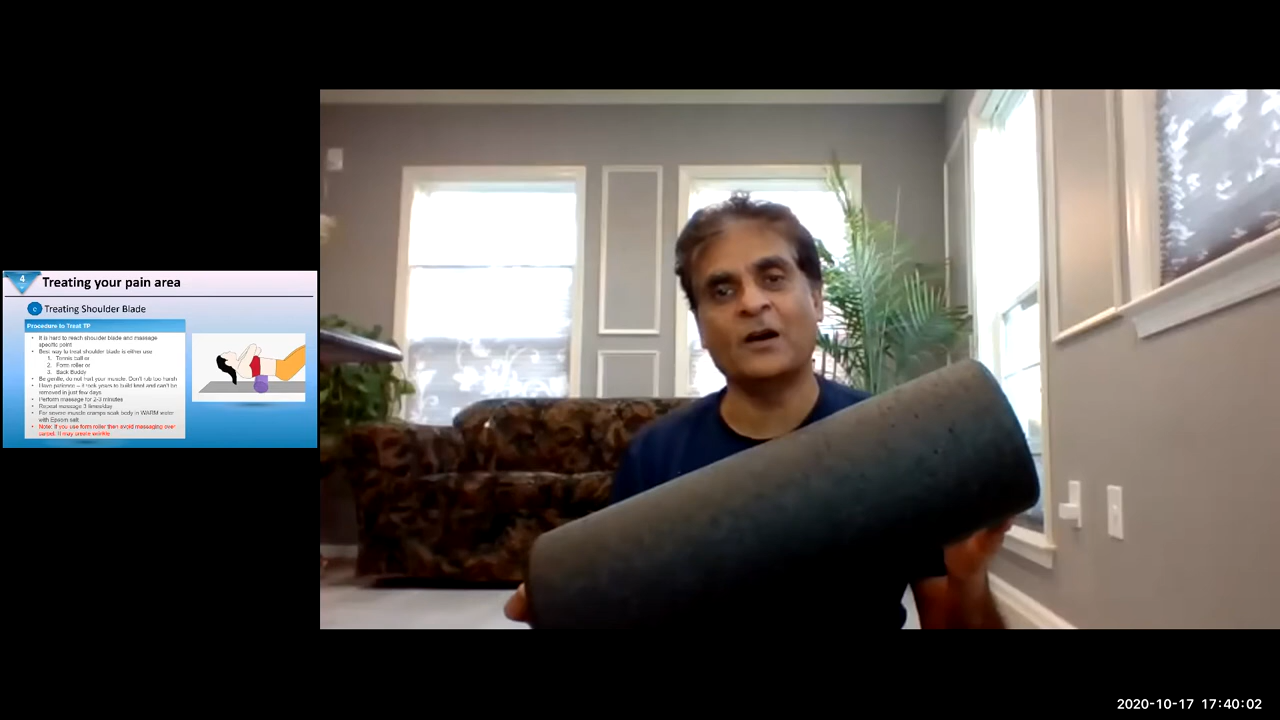 4
Treating your pain area
c Treating Shoulder Blade
Procedure to Treat TP
• It is hard to reach shoulder blade and massage
specific point
• Best way to treat shoulder blade is either use
1. Tennis ball or
2. Form roller or
3. Back Buddy
• Be gentle, do not hurt your muscle. Don't rub too harsh
• Have patience – it took years to build knot and can't be
removed in just few days
• Perform massage for 2-3 minutes
• Repeat massage 3 times/day
• For severe muscle cramps soak body in WARM water
with Epsom salt
• Note: If you use form roller then avoid massaging over
It may create wrinkle
2020-10-17 17:40:02